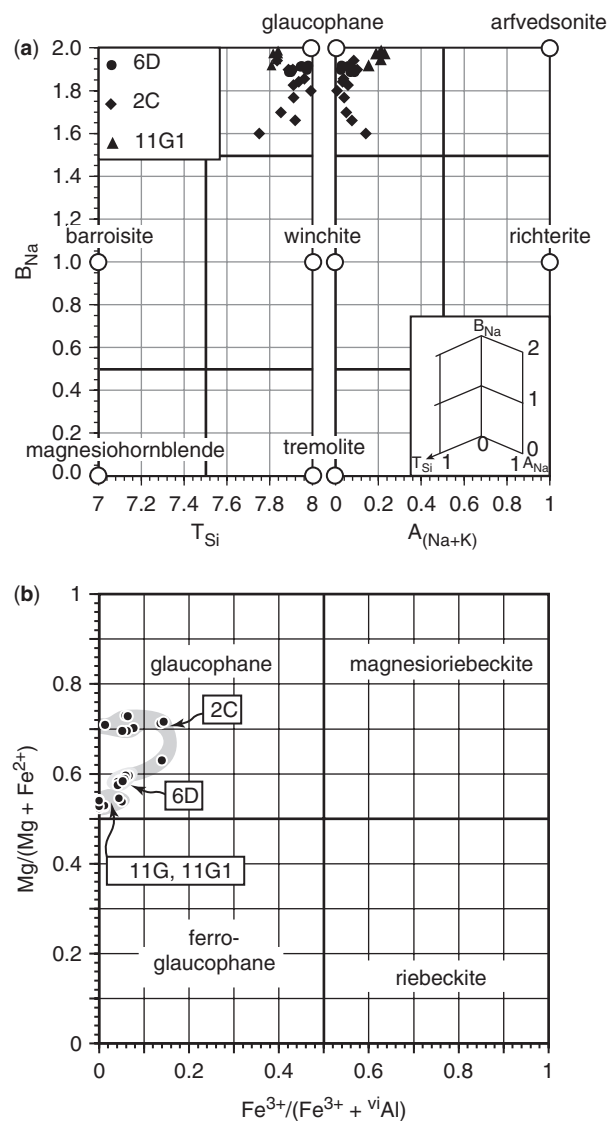 glaucophane arfvedsonite
(a)
2.0
6D
1.8
2C
1.6
11G1
1.4
1.2
barroisite winchite richterite
B_Na
1.0
0.8
0.6
B_Na
2
0.4
1
0.2
magnesiohornblende tremolite
0 0
T_Si 1 1 A_Na
0.0
7 7.2 7.4 7.6 7.8 8 0 0.2 0.4 0.6 0.8 1
T_Si A_(Na+K)
(b)
1
glaucophane magnesioriebeckite
0.8
2C
0.6
Mg/(Mg + Fe²⁺)
6D
11G, 11G1
0.4
ferro-
glaucophane
0.2
riebeckite
0
0 0.2 0.4 0.6 0.8 1
Fe³⁺/(Fe³⁺ + ᵛⁱAl)